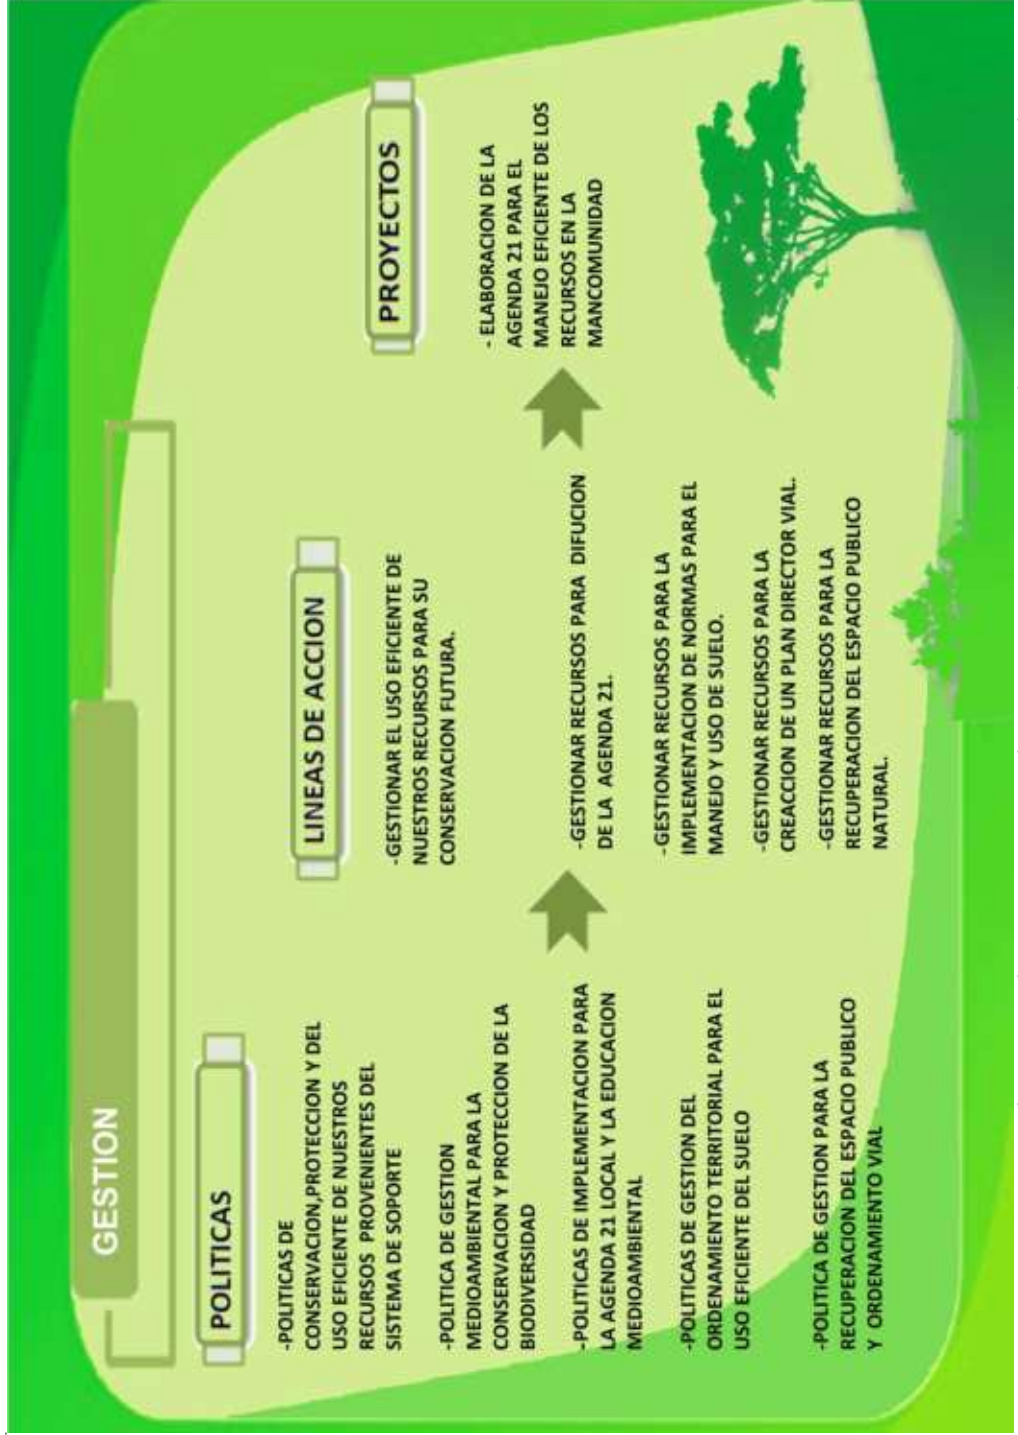 GESTION
POLITICAS
-POLITICAS DE
CONSERVACION,PROTECCION Y DEL
USO EFICIENTE DE NUESTROS
RECURSOS PROVENIENTES DEL
SISTEMA DE SOPORTE
-POLITICA DE GESTION
MEDIOAMBIENTAL PARA LA
CONSERVACION Y PROTECCION DE LA
BIODIVERSIDAD
-POLITICAS DE IMPLEMENTACION PARA
LA AGENDA 21 LOCAL Y LA EDUCACION
MEDIOAMBIENTAL
-POLITICAS DE GESTION DEL
ORDENAMIENTO TERRITORIAL PARA EL
USO EFICIENTE DEL SUELO
-POLITICA DE GESTION PARA LA
RECUPERACION DEL ESPACIO PUBLICO
Y ORDENAMIENTO VIAL
LINEAS DE ACCION
-GESTIONAR EL USO EFICIENTE DE
NUESTROS RECURSOS PARA SU
CONSERVACION FUTURA.
-GESTIONAR RECURSOS PARA DIFUCION
DE LA AGENDA 21.
-GESTIONAR RECURSOS PARA LA
IMPLEMENTACION DE NORMAS PARA EL
MANEJO Y USO DE SUELO.
-GESTIONAR RECURSOS PARA LA
CREACCION DE UN PLAN DIRECTOR VIAL.
-GESTIONAR RECURSOS PARA LA
RECUPERACION DEL ESPACIO PUBLICO
NATURAL.
PROYECTOS
- ELABORACION DE LA
AGENDA 21 PARA EL
MANEJO EFICIENTE DE LOS
RECURSOS EN LA
MANCOMUNIDAD